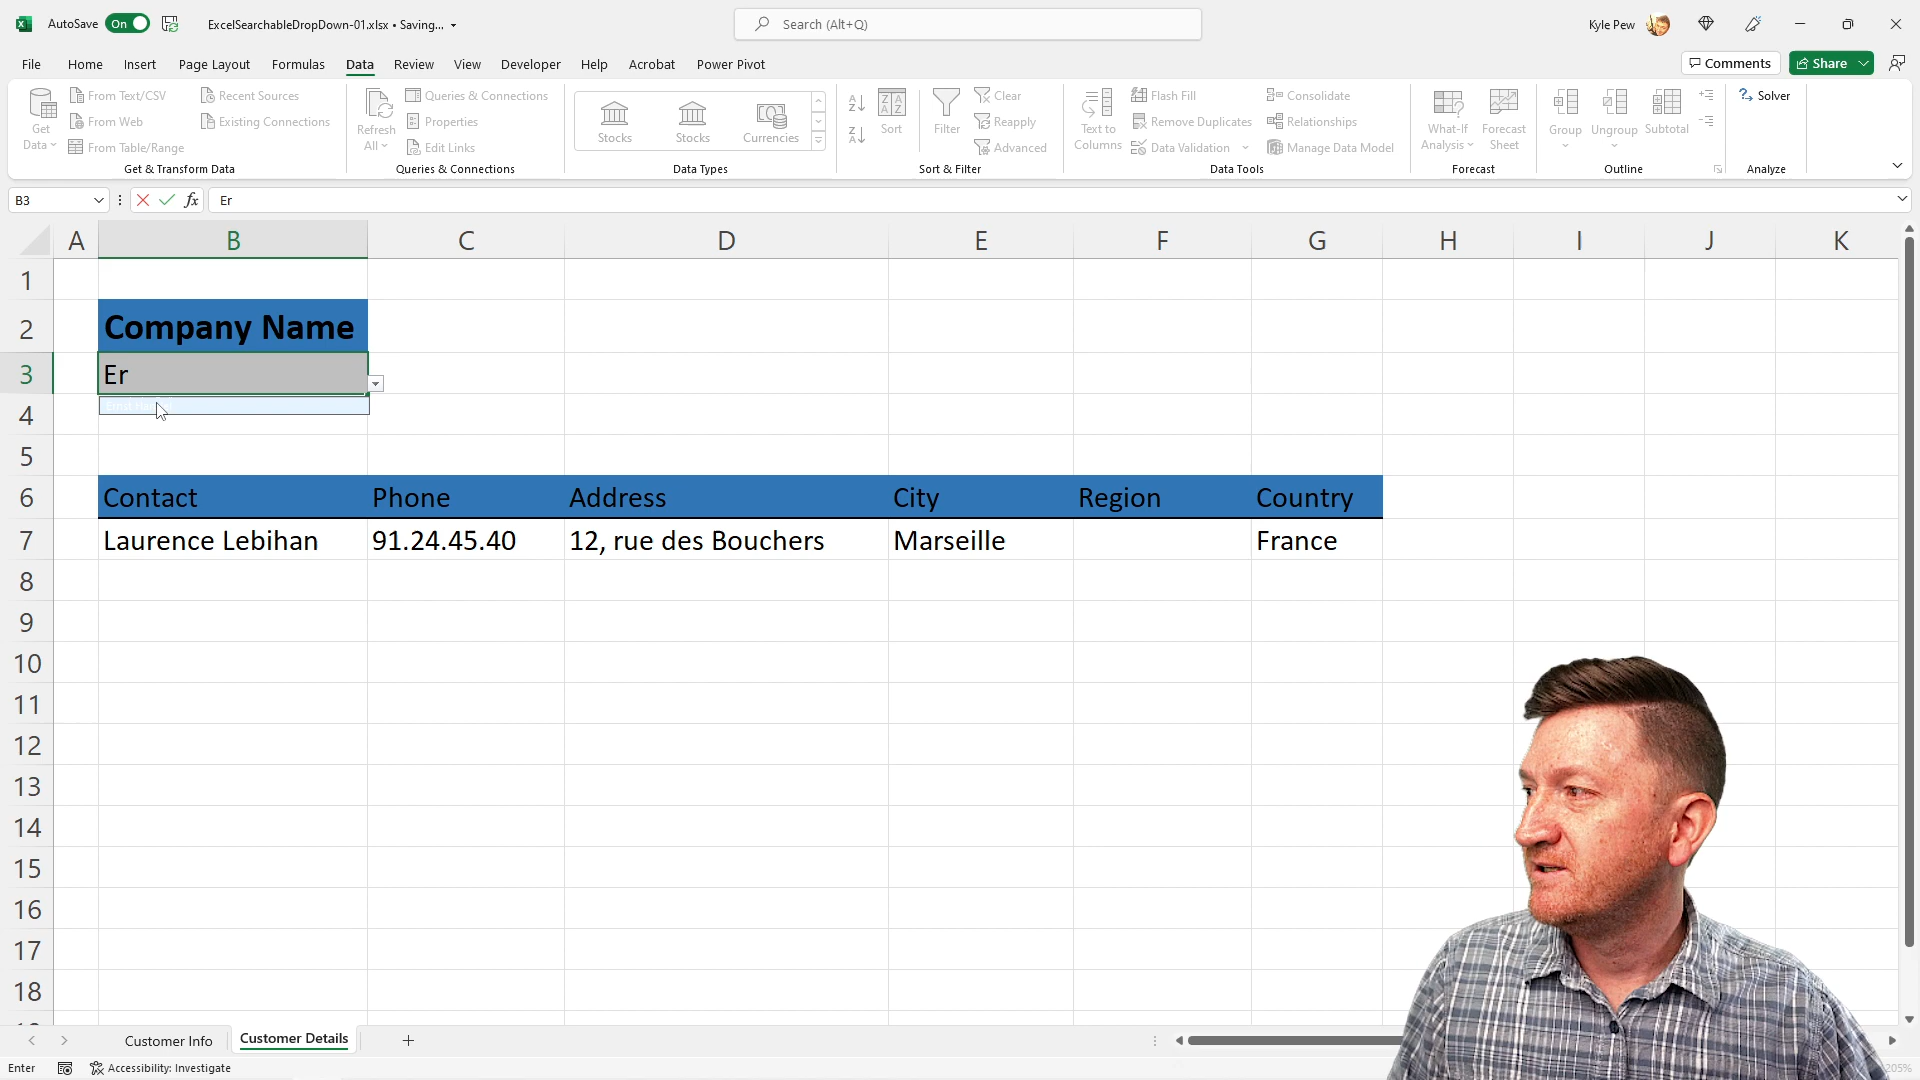 AutoSave On ExcelSearchableDropDown-01.xlsx • Saving... Search (Alt+Q) Kyle Pew
File Home Insert Page Layout Formulas Data Review View Developer Help Acrobat Power Pivot Comments Share
Get Data From Text/CSV From Web From Table/Range Recent Sources Existing Connections
Get & Transform Data
Refresh All Queries & Connections Properties Edit Links
Queries & Connections
Stocks Stocks Currencies
Data Types
Sort Filter Clear Reapply Advanced
Sort & Filter
Text to Columns Flash Fill Remove Duplicates Data Validation Consolidate Relationships Manage Data Model
Data Tools
What-If Analysis Forecast Sheet
Forecast
Group Ungroup Subtotal
Outline
Solver
Analyze
B3 fx Er
A B C D E F G H I J K
1
2 Company Name
3 Er
4
5
6 Contact Phone Address City Region Country
7 Laurence Lebihan 91.24.45.40 12, rue des Bouchers Marseille France
8
9
10
11
12
13
14
15
16
17
18
Customer Info Customer Details
Enter Accessibility: Investigate 205%